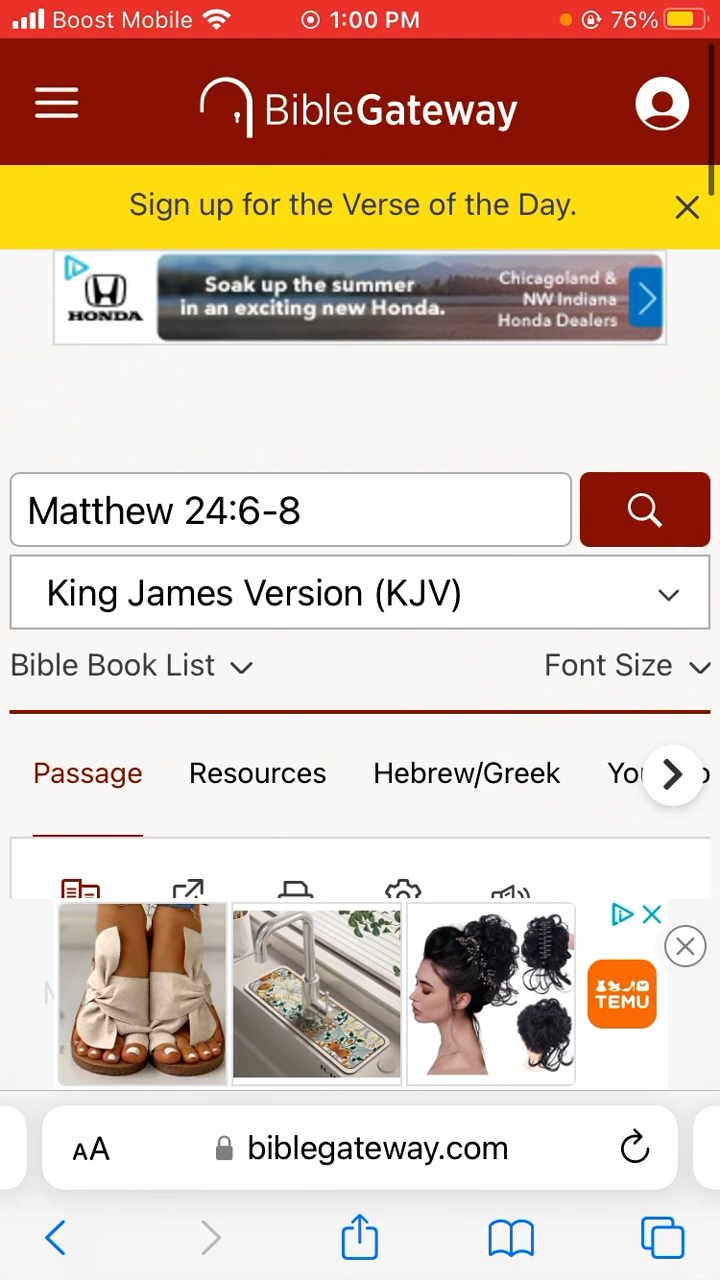 Boost Mobile 1:00 PM 76%
BibleGateway
Sign up for the Verse of the Day.
HONDA
Soak up the summer
in an exciting new Honda.
Chicagoland &
NW Indiana
Honda Dealers
Matthew 24:6-8
King James Version (KJV)
Bible Book List Font Size
Passage Resources Hebrew/Greek
TEMU
AA biblegateway.com